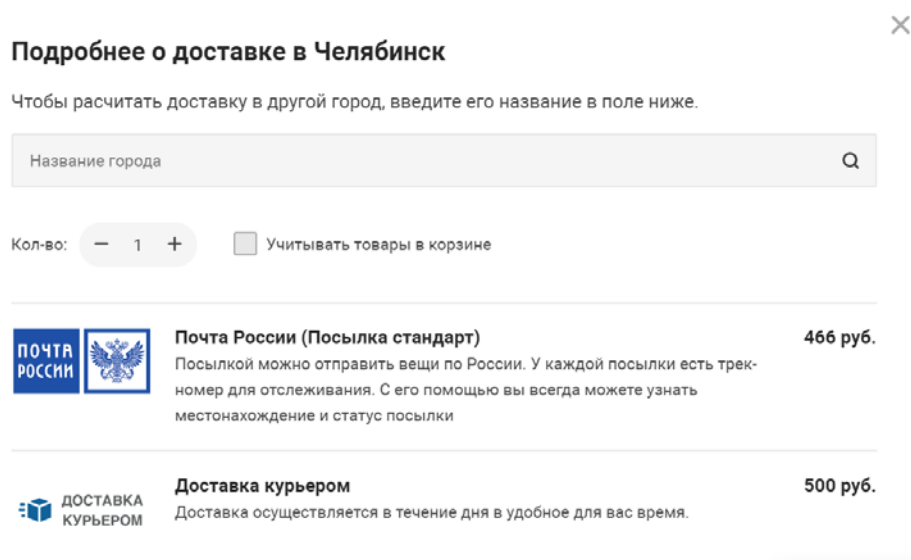 Подробнее о доставке в Челябинск
Чтобы расчитать доставку в другой город, введите его название в поле ниже.
Название города
Кол-во: − 1 + Учитывать товары в корзине
ПОЧТА
РОССИИ
Почта России (Посылка стандарт) 466 руб.
Посылкой можно отправить вещи по России. У каждой посылки есть трек-
номер для отслеживания. С его помощью вы всегда можете узнать
местонахождение и статус посылки
ДОСТАВКА
КУРЬЕРОМ
Доставка курьером 500 руб.
Доставка осуществляется в течение дня в удобное для вас время.